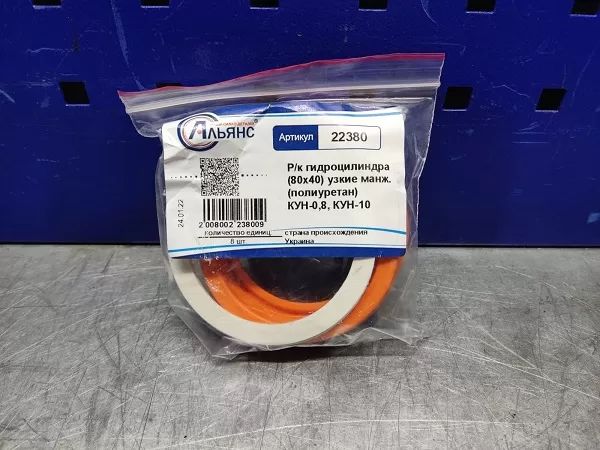 АЛЬЯНС
Артикул 22380
Р/к гидроцилиндра
(80х40) узкие манж.
(полиуретан)
КУН-0,8, КУН-10
24.01.22
2 008002 238009
количество единиц
8 шт.
страна происхождения
Украина